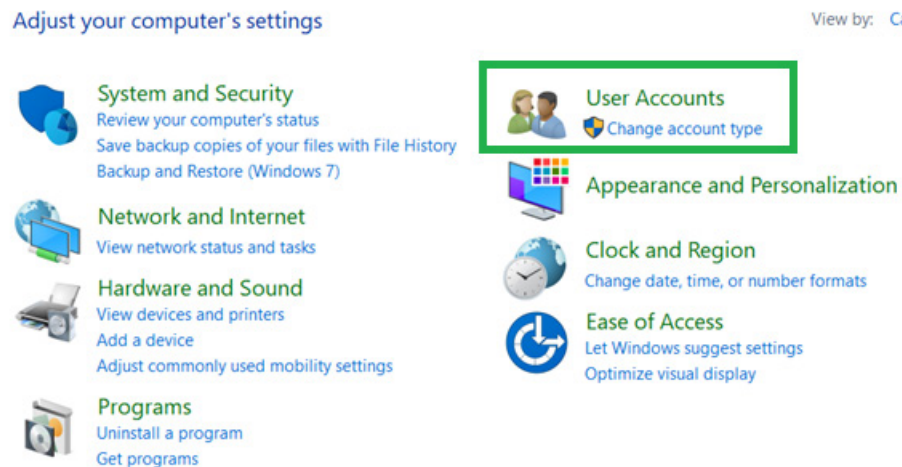 Adjust your computer's settings
View by:
System and Security
Review your computer's status
Save backup copies of your files with File History
Backup and Restore (Windows 7)
Network and Internet
View network status and tasks
Hardware and Sound
View devices and printers
Add a device
Adjust commonly used mobility settings
Programs
Uninstall a program
Get programs
User Accounts
Change account type
Appearance and Personalization
Clock and Region
Change date, time, or number formats
Ease of Access
Let Windows suggest settings
Optimize visual display